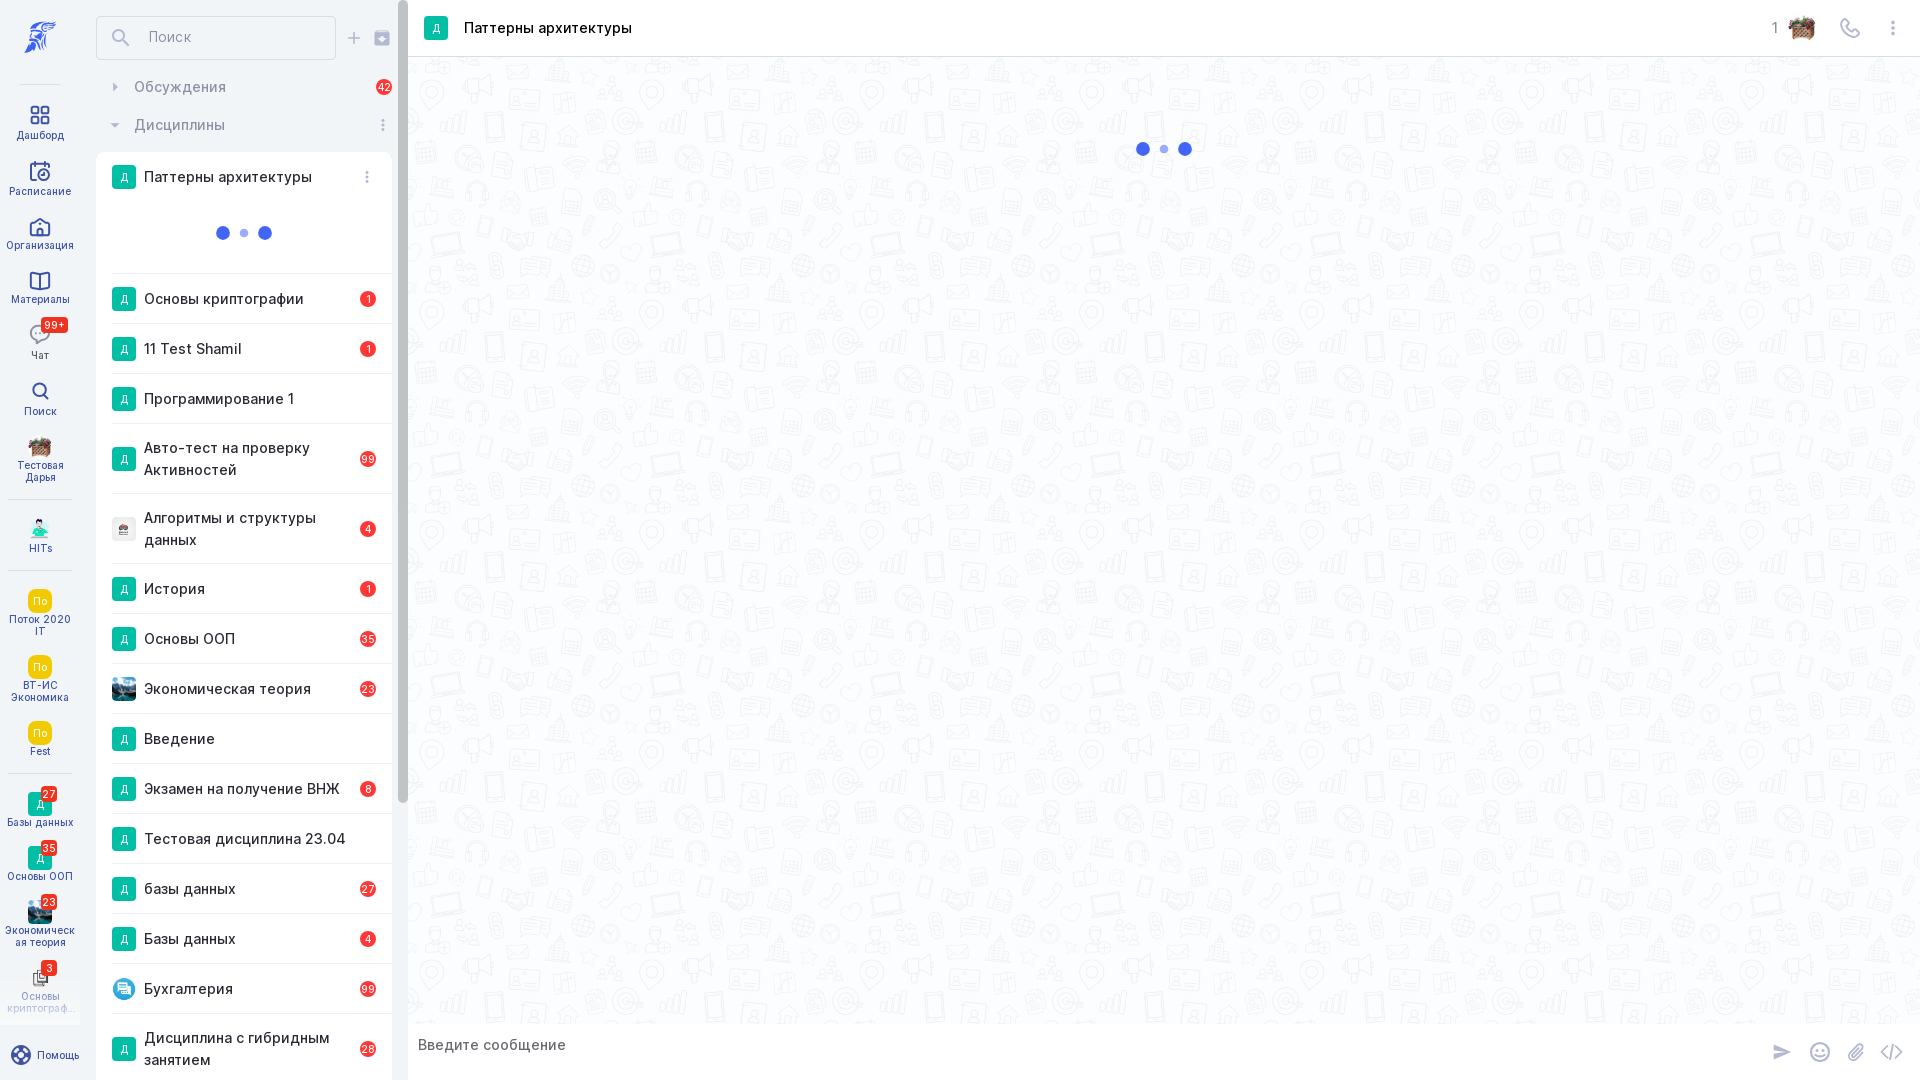 Дашборд
Расписание
Организация
Материалы
99+
Чат
Поиск
Тестовая
Дарья
HITs
По
Поток 2020
IT
По
ВТ-ИС
Экономика
По
Fest
27
Д
Базы данных
35
Д
Основы ООП
23
Экономическ
ая теория
3
Основы
криптограф...
Помощь
Поиск
Обсуждения
42
Дисциплины
Д
Паттерны архитектуры
Д
Основы криптографии
1
Д
11 Test Shamil
1
Д
Программирование 1
Д
Авто-тест на проверку
Активностей
99
Алгоритмы и структуры
данных
4
Д
История
1
Д
Основы ООП
35
Экономическая теория
23
Д
Введение
Д
Экзамен на получение ВНЖ
8
Д
Тестовая дисциплина 23.04
Д
базы данных
27
Д
Базы данных
4
Бухгалтерия
99
Д
Дисциплина с гибридным
занятием
28
Д
Паттерны архитектуры
1
Введите сообщение